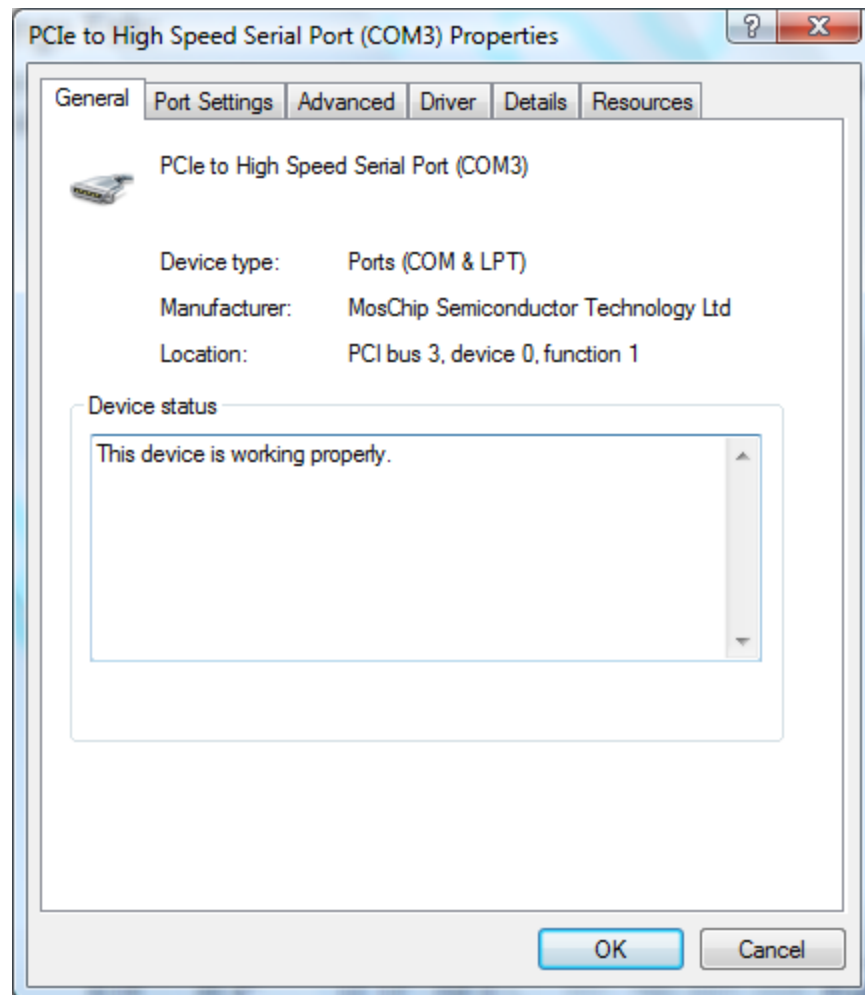 PCIe to High Speed Serial Port (COM3) Properties
General Port Settings Advanced Driver Details Resources
PCIe to High Speed Serial Port (COM3)
Device type: Ports (COM & LPT)
Manufacturer: MosChip Semiconductor Technology Ltd
Location: PCI bus 3, device 0, function 1
Device status
This device is working properly.
OK Cancel